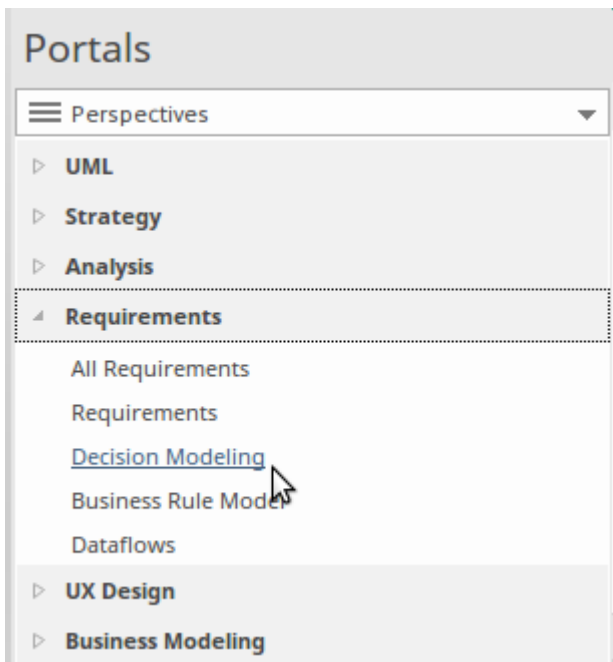 Portals
Perspectives
UML
Strategy
Analysis
Requirements
All Requirements
Requirements
Decision Modeling
Business Rule Model
Dataflows
UX Design
Business Modeling